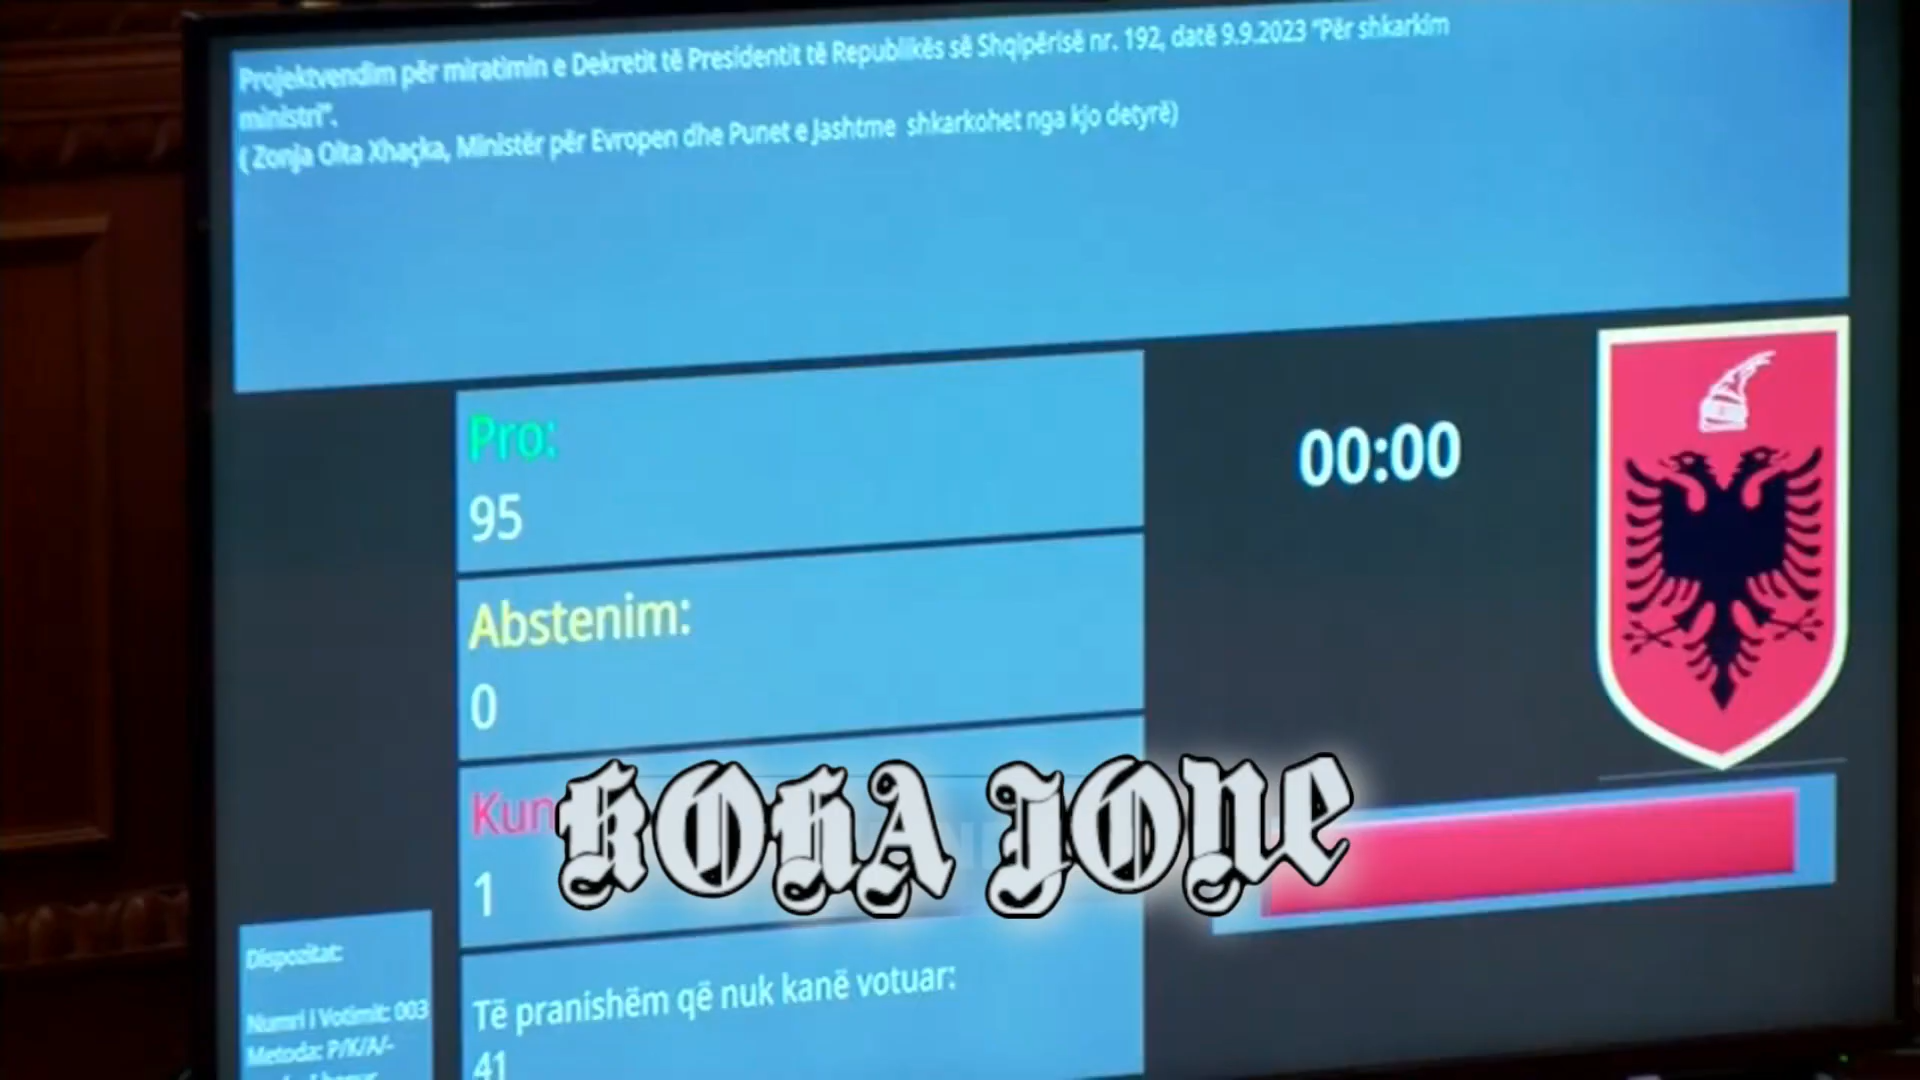 Projektvendim për miratimin e Dekretit të Presidentit të Republikës së Shqipërisë nr. 192, datë 9.9.2023 "Për shkarkim
ministri".
( Zonja Olta Xhaçka, Ministër për Evropen dhe Punet e Jashtme shkarkohet nga kjo detyrë)
Pro:
95
00:00
Abstenim:
0
Kun
1
KOHA JONE
Dispozitat:
Numri i Votimit: 003
Metoda: P/K/A/-
Të pranishëm që nuk kanë votuar:
41